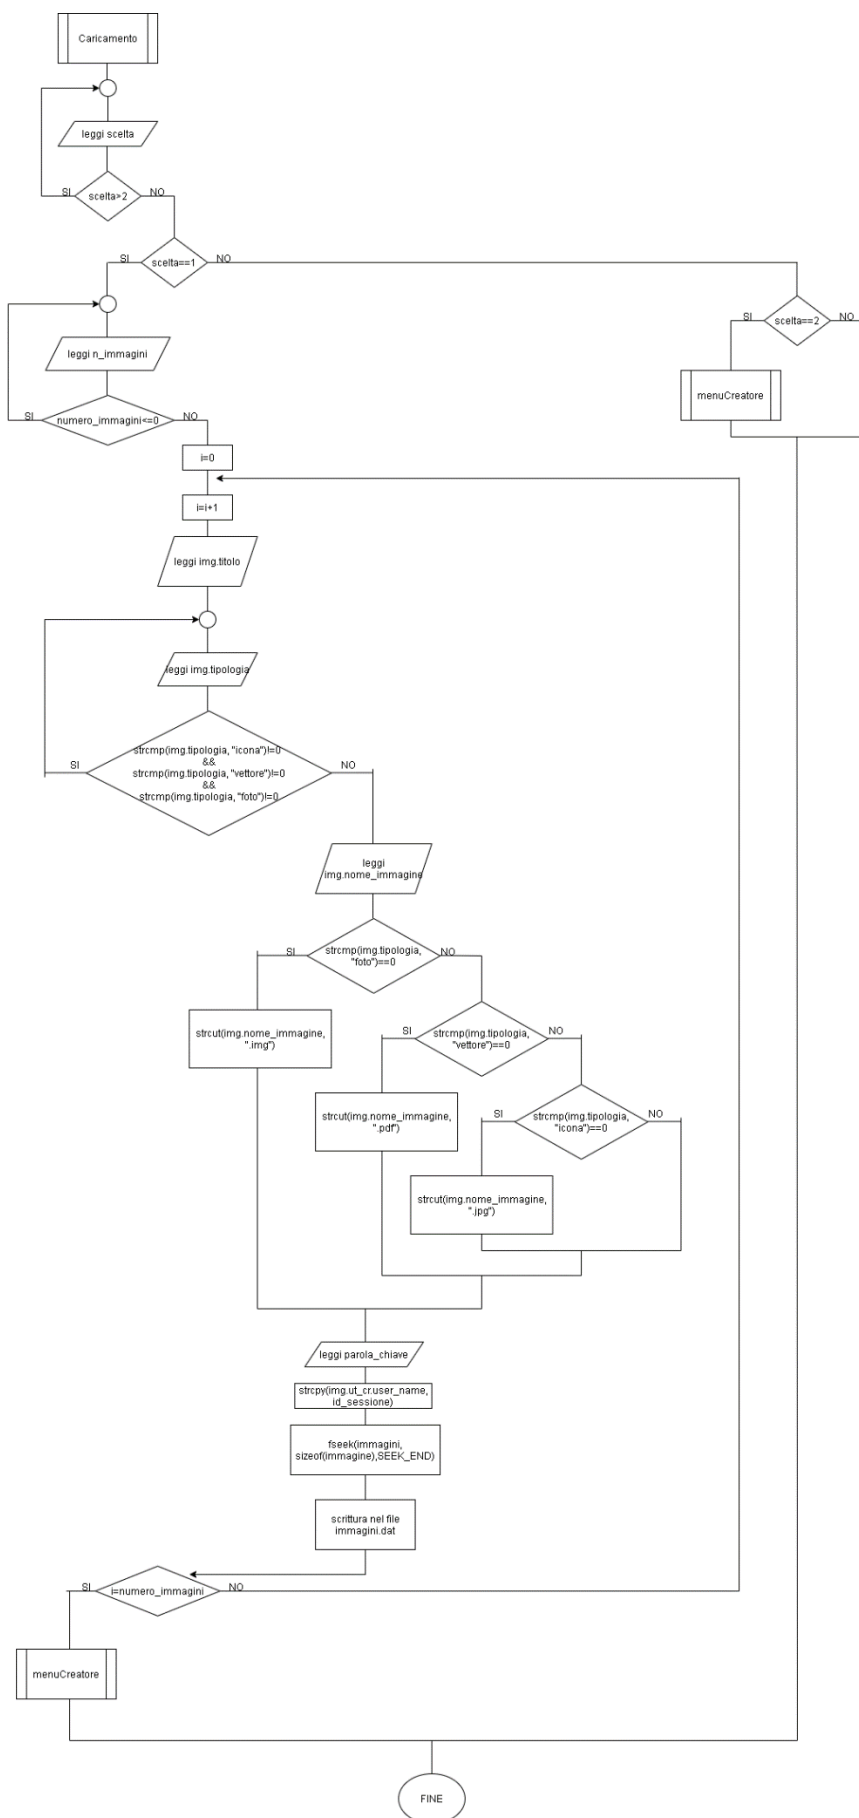 Caricamento
leggi scelta
SI
scelta>2
NO
SI
scelta==1
NO
SI
scelta==2
NO
leggi n_immagini
menuCreatore
SI
numero_immagini<=0
NO
i=0
i=i+1
leggi img.titolo
leggi img.tipologia
SI
strcmp(img.tipologia, "icona")!=0
&&
strcmp(img.tipologia, "vettore")!=0
&&
strcmp(img.tipologia, "foto")!=0
NO
leggi
img.nome_immagine
SI
strcmp(img.tipologia,
"foto")==0
NO
strcut(img.nome_immagine,
".img")
SI
strcmp(img.tipologia,
"vettore")==0
NO
strcut(img.nome_immagine,
".pdf")
SI
strcmp(img.tipologia,
"icona")==0
NO
strcut(img.nome_immagine,
".jpg")
leggi parola_chiave
strcpy(img.ut_cr.user_name,
id_sessione)
fseek(immagini,
sizeof(immagine),SEEK_END)
scrittura nel file
immagini.dat
SI
i=numero_immagini
NO
menuCreatore
FINE